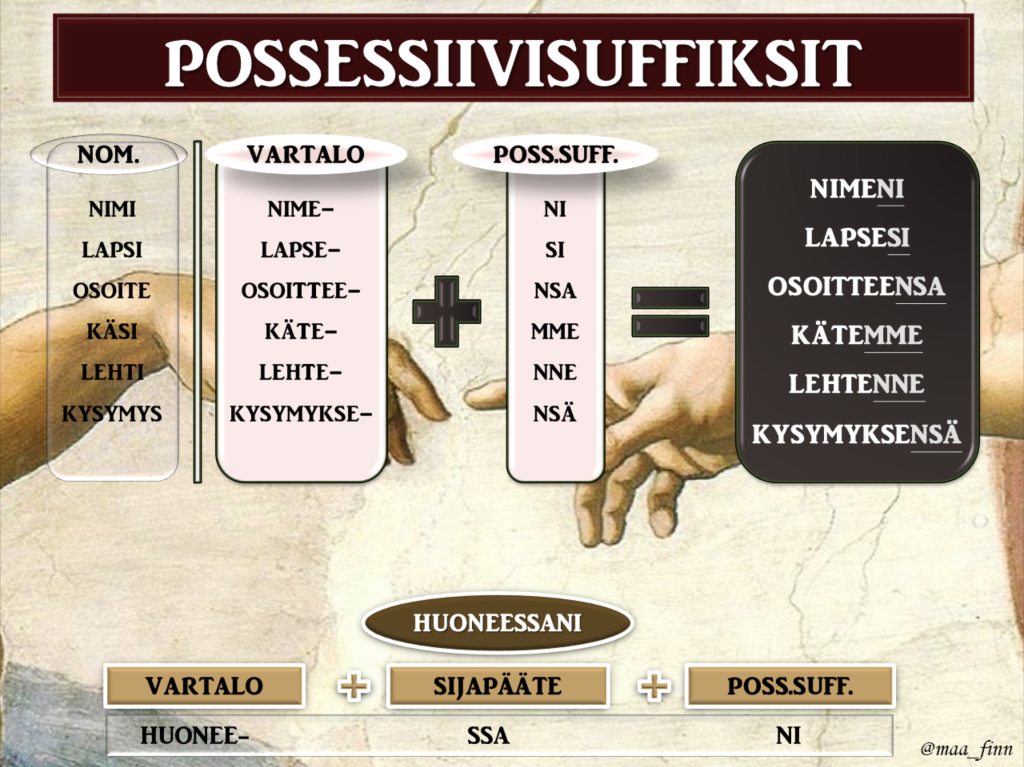 POSSESSIIVISUFFIKSIT
NOM. VARTALO POSS.SUFF.
NIMI NIME– NI NIMENI
LAPSI LAPSE– SI LAPSESI
OSOITE OSOITTEE– NSA OSOITTEENSA
KÄSI KÄTE– MME KÄTEMME
LEHTI LEHTE– NNE LEHTENNE
KYSYMYS KYSYMYKSE– NSÄ KYSYMYKSENSÄ
+ =
HUONEESSANI
VARTALO + SIJAPÄÄTE + POSS.SUFF.
HUONEE- SSA NI
@maa_finn